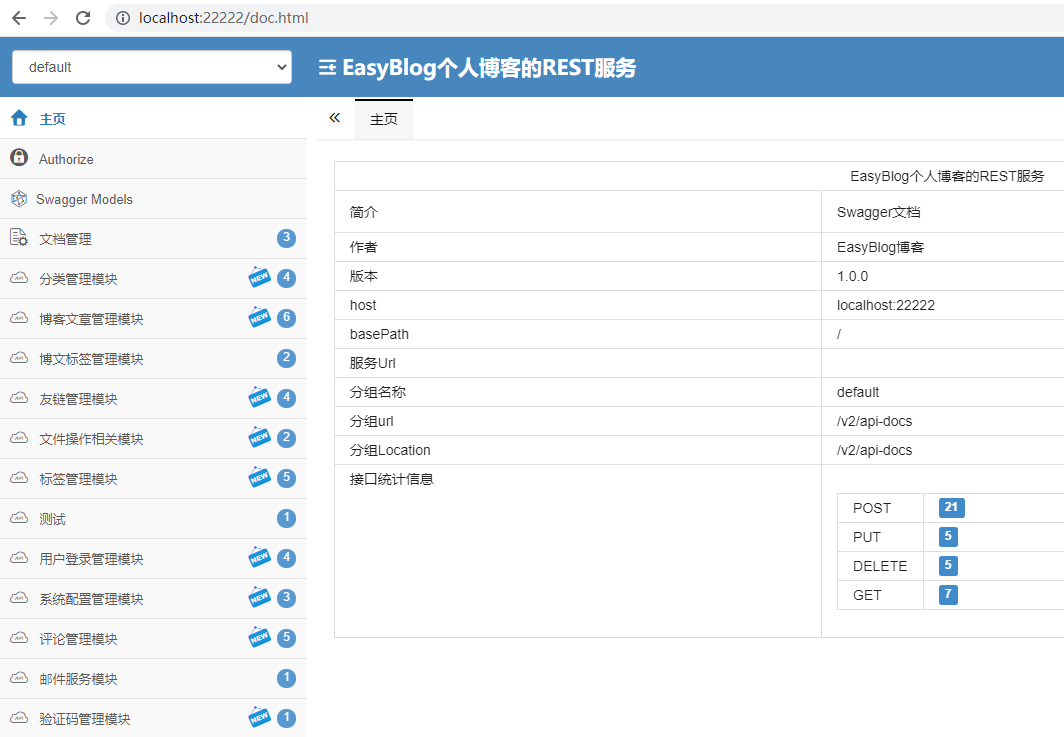 localhost:22222/doc.html
default
EasyBlog个人博客的REST服务
主页
Authorize
Swagger Models
文档管理 3
分类管理模块 NEW 4
博客文章管理模块 NEW 6
博文标签管理模块 2
友链管理模块 NEW 4
文件操作相关模块 NEW 2
标签管理模块 NEW 5
测试 1
用户登录管理模块 NEW 4
系统配置管理模块 NEW 3
评论管理模块 NEW 5
邮件服务模块 1
验证码管理模块 NEW 1
主页
EasyBlog个人博客的REST服务
简介 Swagger文档
作者 EasyBlog博客
版本 1.0.0
host localhost:22222
basePath /
服务Url
分组名称 default
分组url /v2/api-docs
分组Location /v2/api-docs
接口统计信息
POST 21
PUT 5
DELETE 5
GET 7